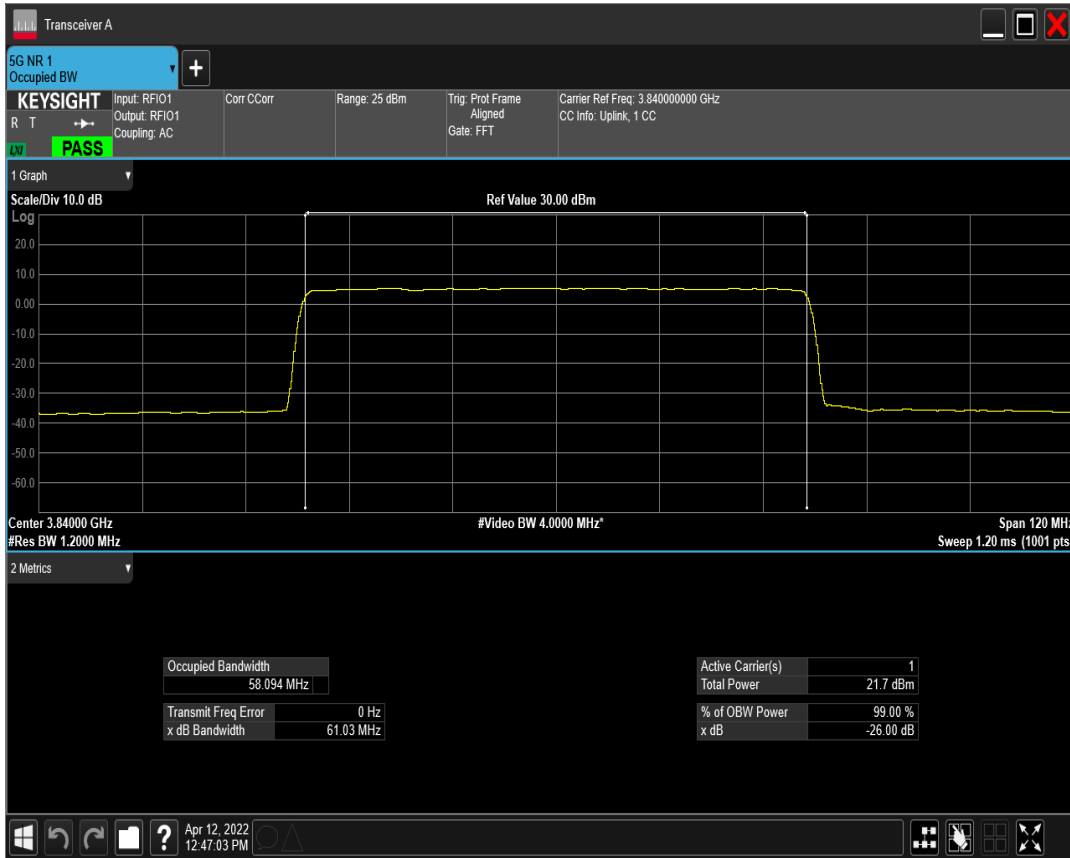 Transceiver A
5G NR 1
Occupied BW
+
KEYSIGHT
R T
LXI
PASS
Input: RFIO1
Output: RFIO1
Coupling: AC
Corr CCorr
Range: 25 dBm
Trig: Prot Frame
Aligned
Gate: FFT
Carrier Ref Freq: 3.840000000 GHz
CC Info: Uplink, 1 CC
1 Graph
Scale/Div 10.0 dB
Ref Value 30.00 dBm
Log
20.0
10.0
0.00
-10.0
-20.0
-30.0
-40.0
-50.0
-60.0
Center 3.84000 GHz
#Video BW 4.0000 MHz*
Span 120 MHz
#Res BW 1.2000 MHz
Sweep 1.20 ms (1001 pts
2 Metrics
Occupied Bandwidth
58.094 MHz
Transmit Freq Error 0 Hz
x dB Bandwidth 61.03 MHz
Active Carrier(s) 1
Total Power 21.7 dBm
% of OBW Power 99.00 %
x dB -26.00 dB
?
Apr 12, 2022
12:47:03 PM